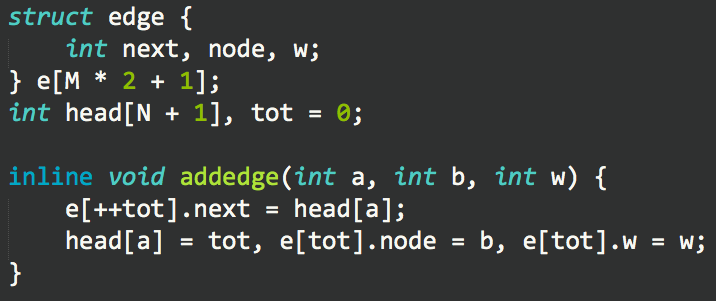 struct edge {
    int next, node, w;
} e[M * 2 + 1];
int head[N + 1], tot = 0;

inline void addedge(int a, int b, int w) {
    e[++tot].next = head[a];
    head[a] = tot, e[tot].node = b, e[tot].w = w;
}